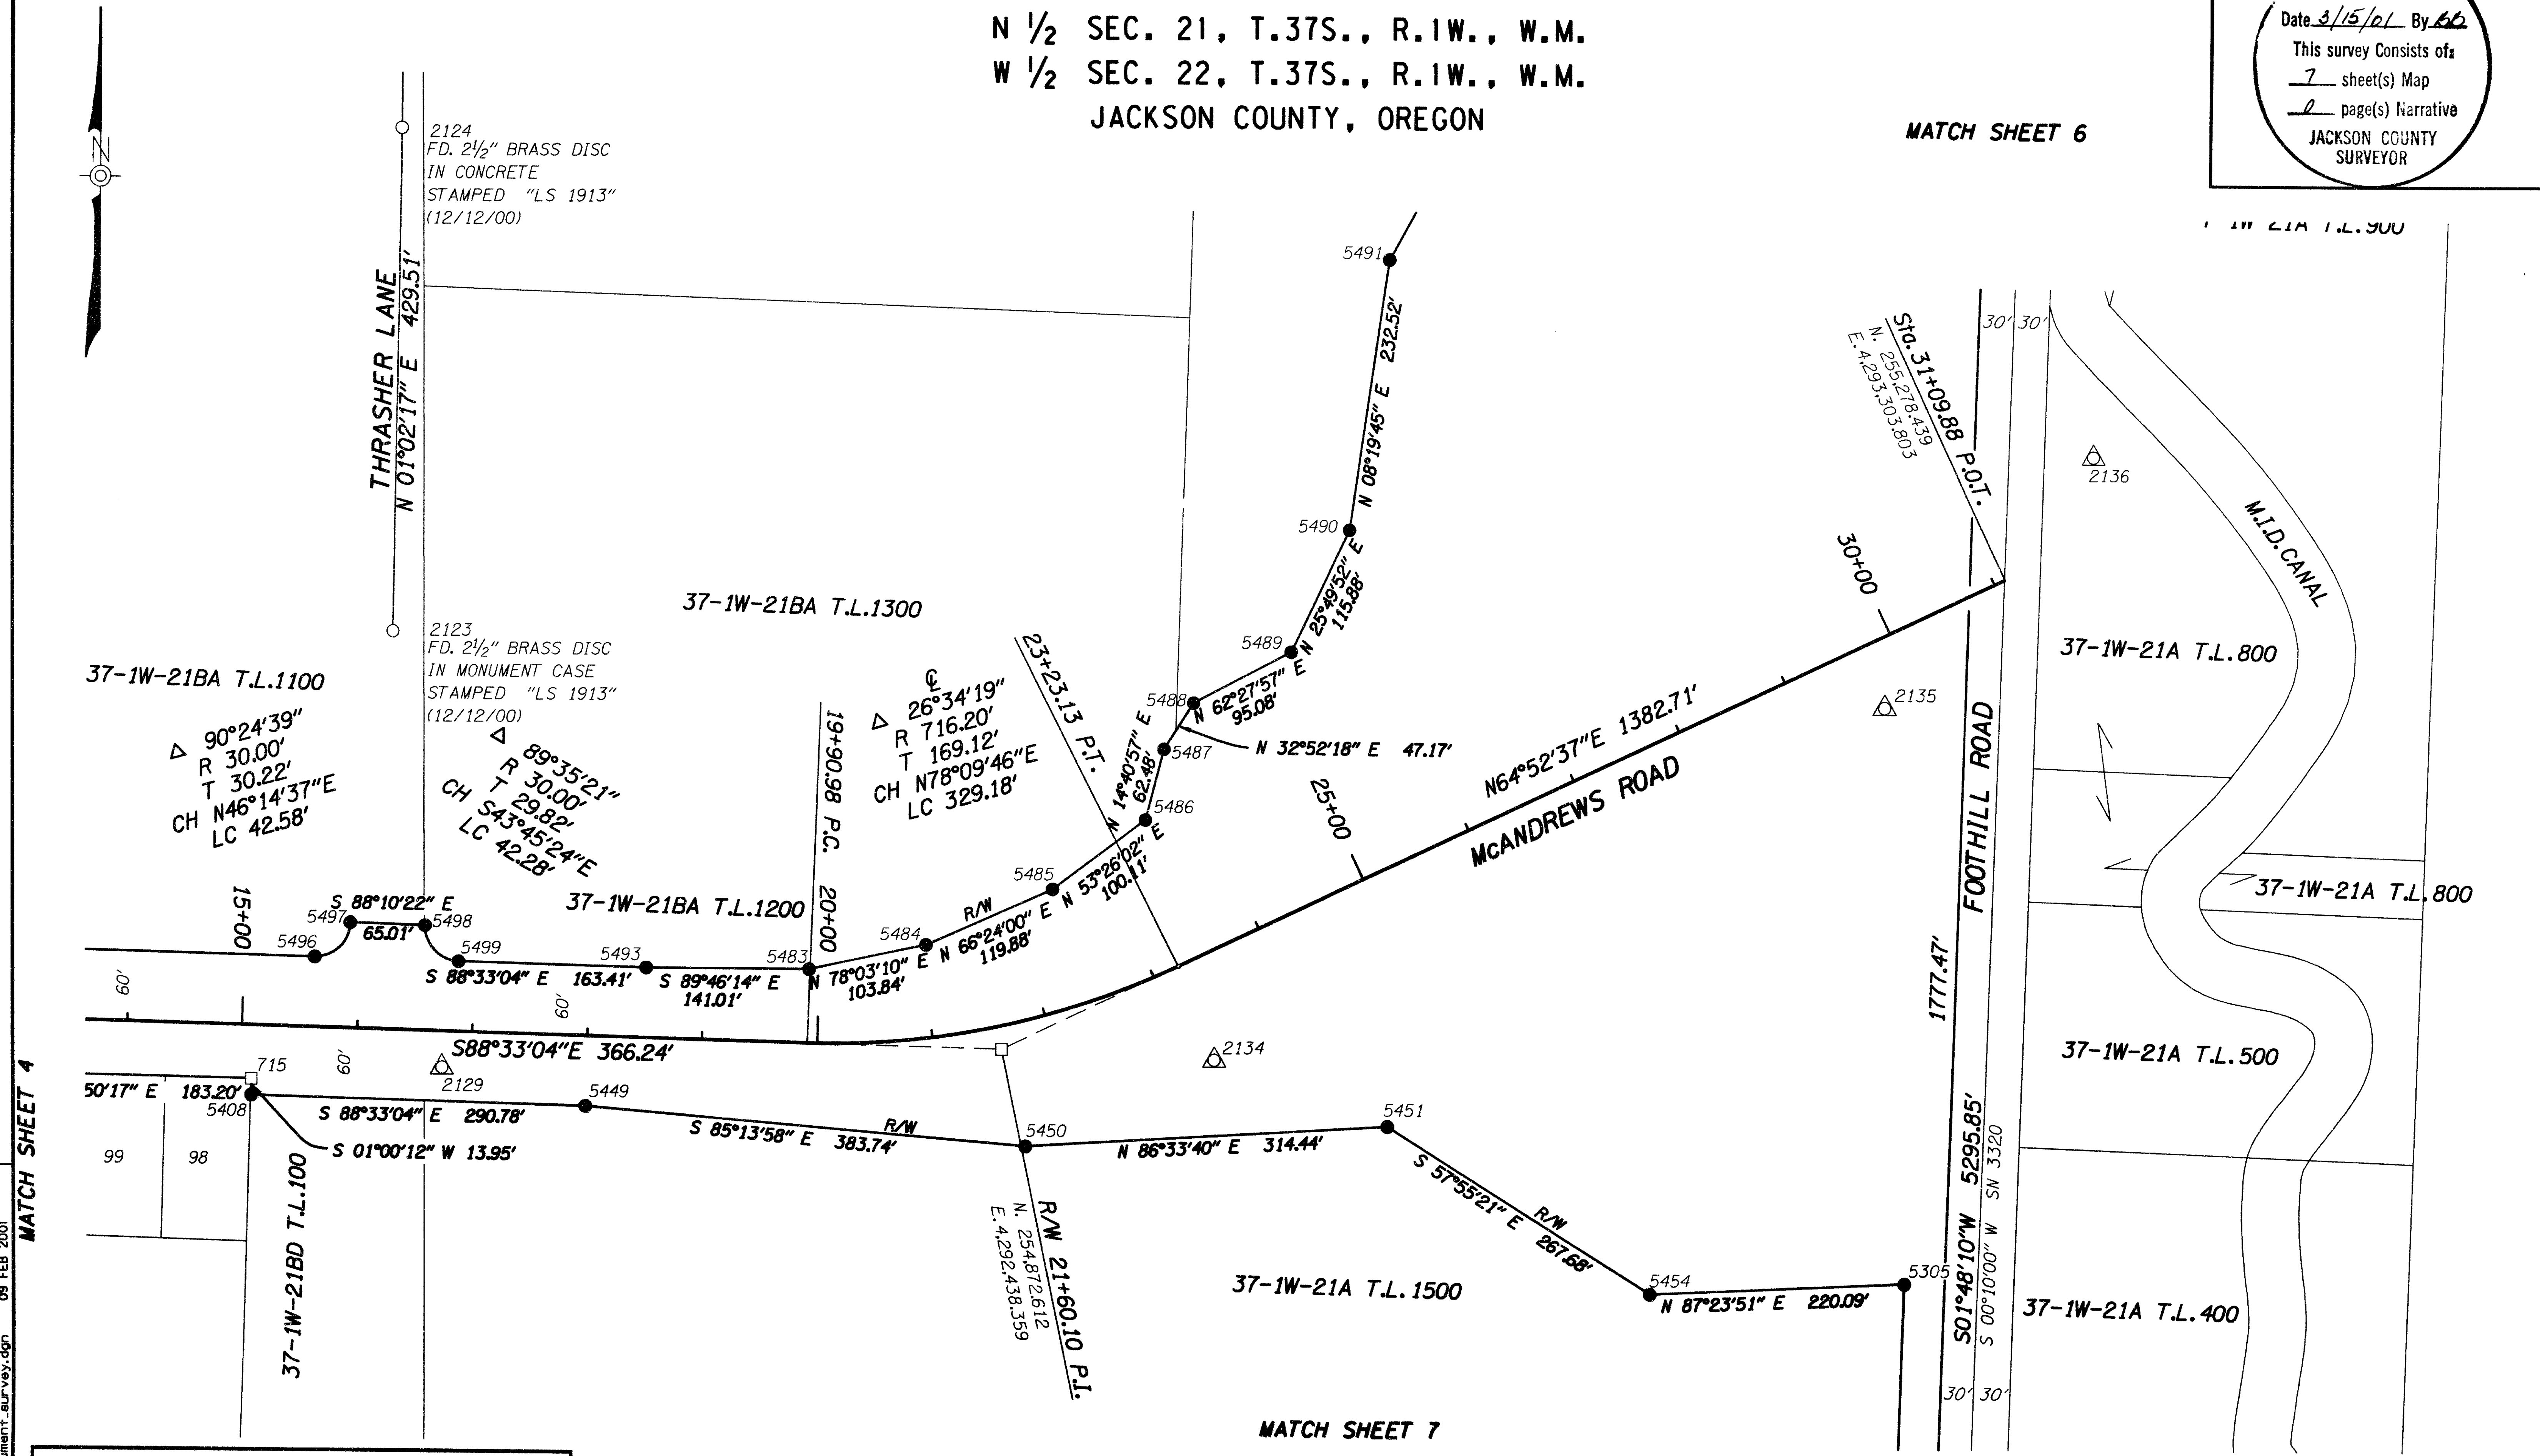 N ½ SEC. 21, T.37S., R.1W., W.M.
W ½ SEC. 22, T.37S., R.1W., W.M.
JACKSON COUNTY, OREGON
Date 3/15/01 By
This survey Consists of:
7 sheet(s) Map
0 page(s) Narrative
JACKSON COUNTY
SURVEYOR
MATCH SHEET 6
1W 21A T.L.900
N
2124
FD. 2½" BRASS DISC
IN CONCRETE
STAMPED "LS 1913"
(12/12/00)
THRASHER LANE
N 01°02'17" E 429.51'
2123
FD. 2½" BRASS DISC
IN MONUMENT CASE
STAMPED "LS 1913"
(12/12/00)
37-1W-21BA T.L.1100
37-1W-21BA T.L.1300
△ 90°24'39"
R 30.00'
T 30.22'
CH N46°14'37"E
LC 42.58'
△ 89°35'21"
R 30.00'
T 29.82'
CH S43°45'24"E
LC 42.28'
℄
△ 26°34'19"
R 716.20'
T 169.12'
CH N78°09'46"E
LC 329.18'
19+90.98 P.C.
20+00
23+23.13 P.T.
5491
N 08°19'45" E 232.52'
5490
N 25°49'52" E
115.88'
5489
N 62°27'57" E
95.08'
5488
N 32°52'18" E 47.17'
5487
N 14°40'57" E
62.48'
5486
N 53°26'02" E
100.11'
5485
R/W
N 66°24'00" E
119.88'
5484
N 78°03'10" E
103.84'
5483
S 89°46'14" E
141.01'
5493
S 88°33'04" E 163.41'
5499
5498
S 88°10'22" E
65.01'
5497
5496
37-1W-21BA T.L.1200
15+00
60'
60'
60'
S88°33'04"E 366.24'
25+00
30+00
N64°52'37"E 1382.71'
McANDREWS ROAD
Sta. 31+09.88 P.O.T.
N. 255,278.439
E. 4,293,303.803
30' 30'
2136
2135
M.I.D.CANAL
37-1W-21A T.L.800
37-1W-21A T.L.800
FOOTHILL ROAD
1777.47'
S01°48'10"W 5295.85'
S 00°10'00" W SN 3320
37-1W-21A T.L.500
37-1W-21A T.L.400
30' 30'
715
50'17" E 183.20'
5408
S 88°33'04" E 290.78'
S 01°00'12" W 13.95'
2129
5449
S 85°13'58" E 383.74'
R/W
5450
N 86°33'40" E 314.44'
2134
5451
S 57°55'21" E 267.68'
R/W
5454
N 87°23'51" E 220.09'
5305
99
98
37-1W-21BD T.L.100
R/W 21+60.10 P.I.
N. 254,872.612
E. 4,292,438.359
37-1W-21A T.L.1500
MATCH SHEET 7
MATCH SHEET 4
ument_survey.dgn 09 FEB 2001